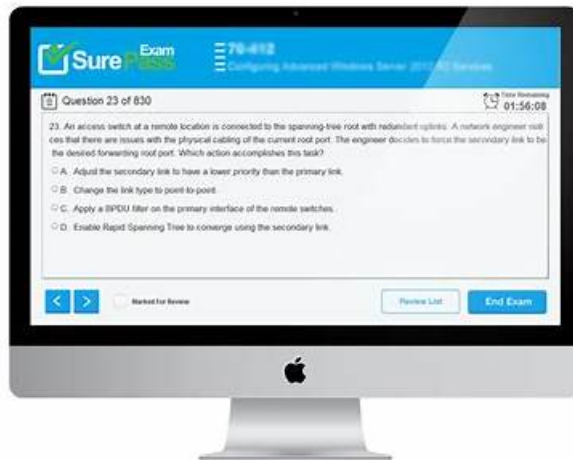 Exam
SurePass
70-412
Configuring Advanced Windows Server 2012 R2 Services
Question 23 of 830
Time Remaining
01:56:08
23. An access switch at a remote location is connected to the spanning-tree root with redundant uplinks. A network engineer noti
ces that there are issues with the physical cabling of the current root port. The engineer decides to force the secondary link to be
the desired forwarding root port. Which action accomplishes this task?
A. Adjust the secondary link to have a lower priority than the primary link.
B. Change the link type to point-to-point.
C. Apply a BPDU filter on the primary interface of the remote switches.
D. Enable Rapid Spanning Tree to converge using the secondary link.
< >
Marked for Review
Review List
End Exam